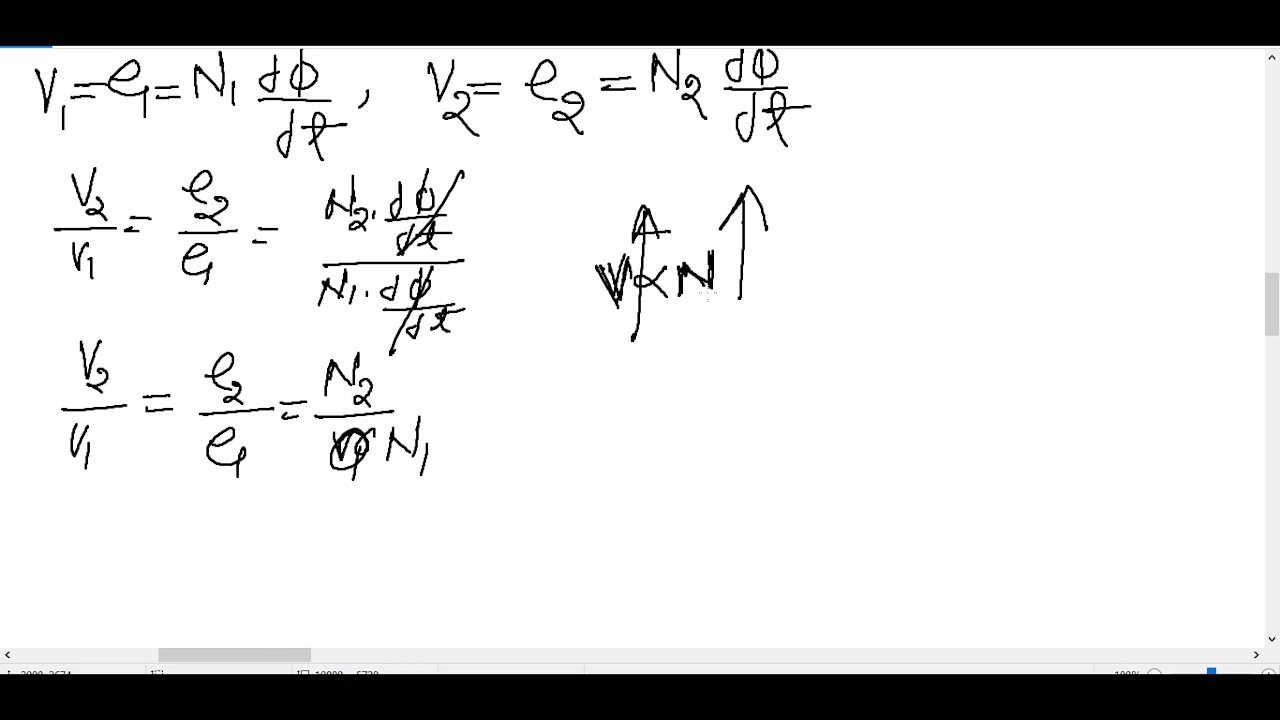 V₁ = e₁ = N₁ dϕ/dt , V₂ = e₂ = N₂ dϕ/dt
V₂/V₁ = e₂/e₁ = N₂. dϕ/dt / N₁. dϕ/dt
V ∝ N
V₂/V₁ = e₂/e₁ = N₂/N₁
100%